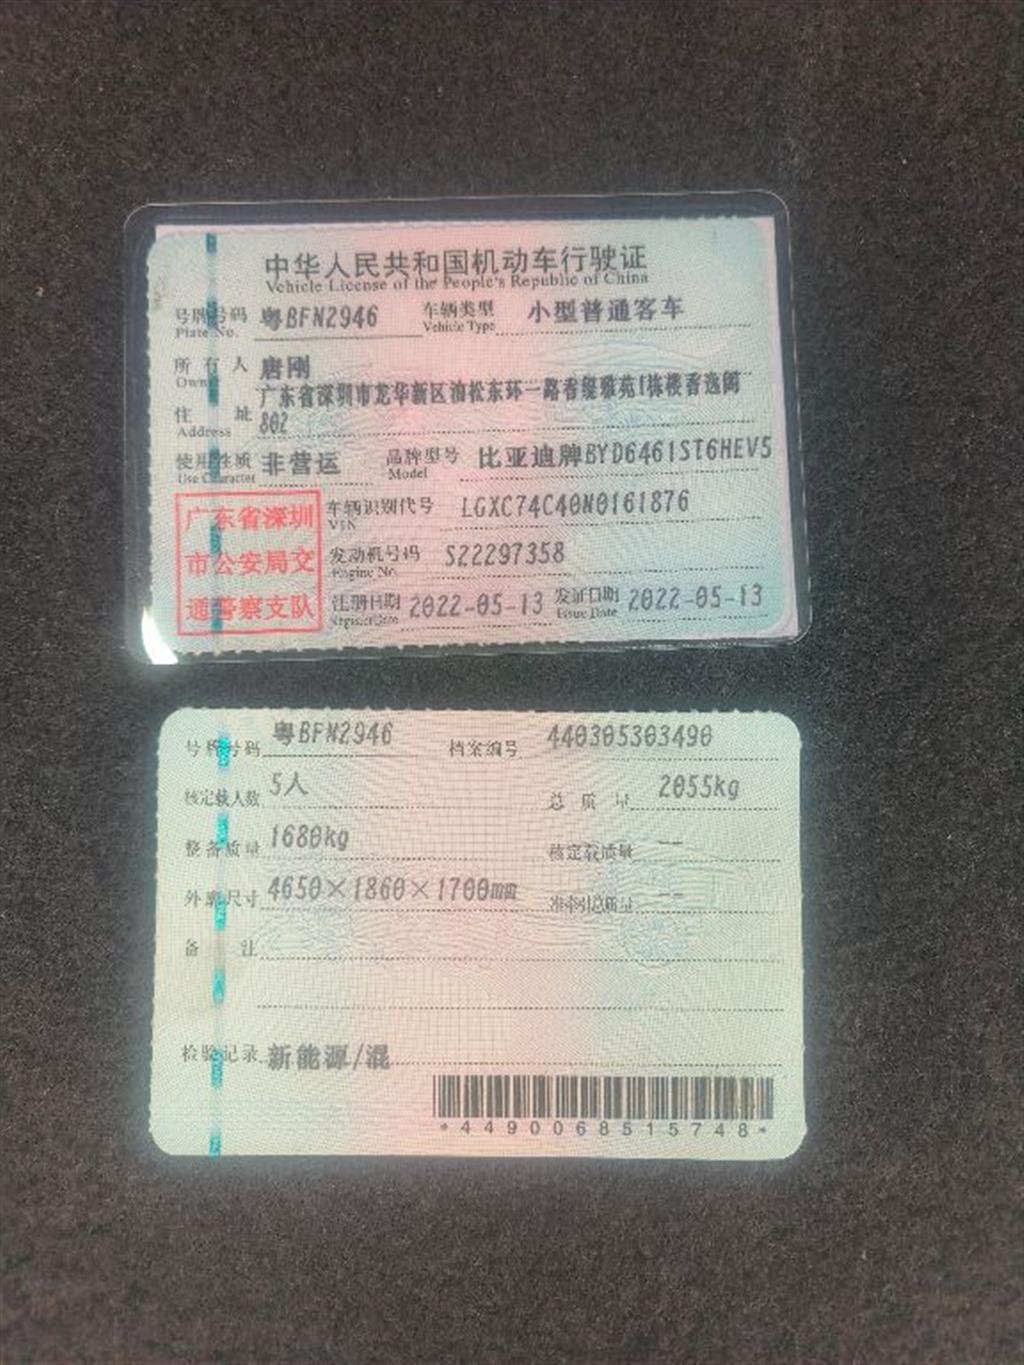 中华人民共和国机动车行驶证
Vehicle License of the People's Republic of China
号牌号码 粤BFN2946 车辆类型 小型普通客车
Plate No. Vehicle Type
所有人 唐刚
Owner
广东省深圳市龙华新区油松东环一路香缇雅苑1栋楼香逸阁
住址 802
Address
使用性质 非营运 品牌型号 比亚迪牌BYD6461ST6HEV5
Use Character Model
车辆识别代号 LGXC74C40N0161876
VIN
发动机号码 S22297358
Engine No.
注册日期 2022-05-13 发证日期 2022-05-13
Register Date Issue Date
广东省深圳
市公安局交
通警察支队
号牌号码 粤BFN2946 档案编号 440305303490
核定载人数 5人 总质量 2055kg
整备质量 1680kg 核定载质量 --
外廓尺寸 4650×1860×1700mm 准牵引总质量 --
备注
检验记录 新能源/混
*4490068515748*